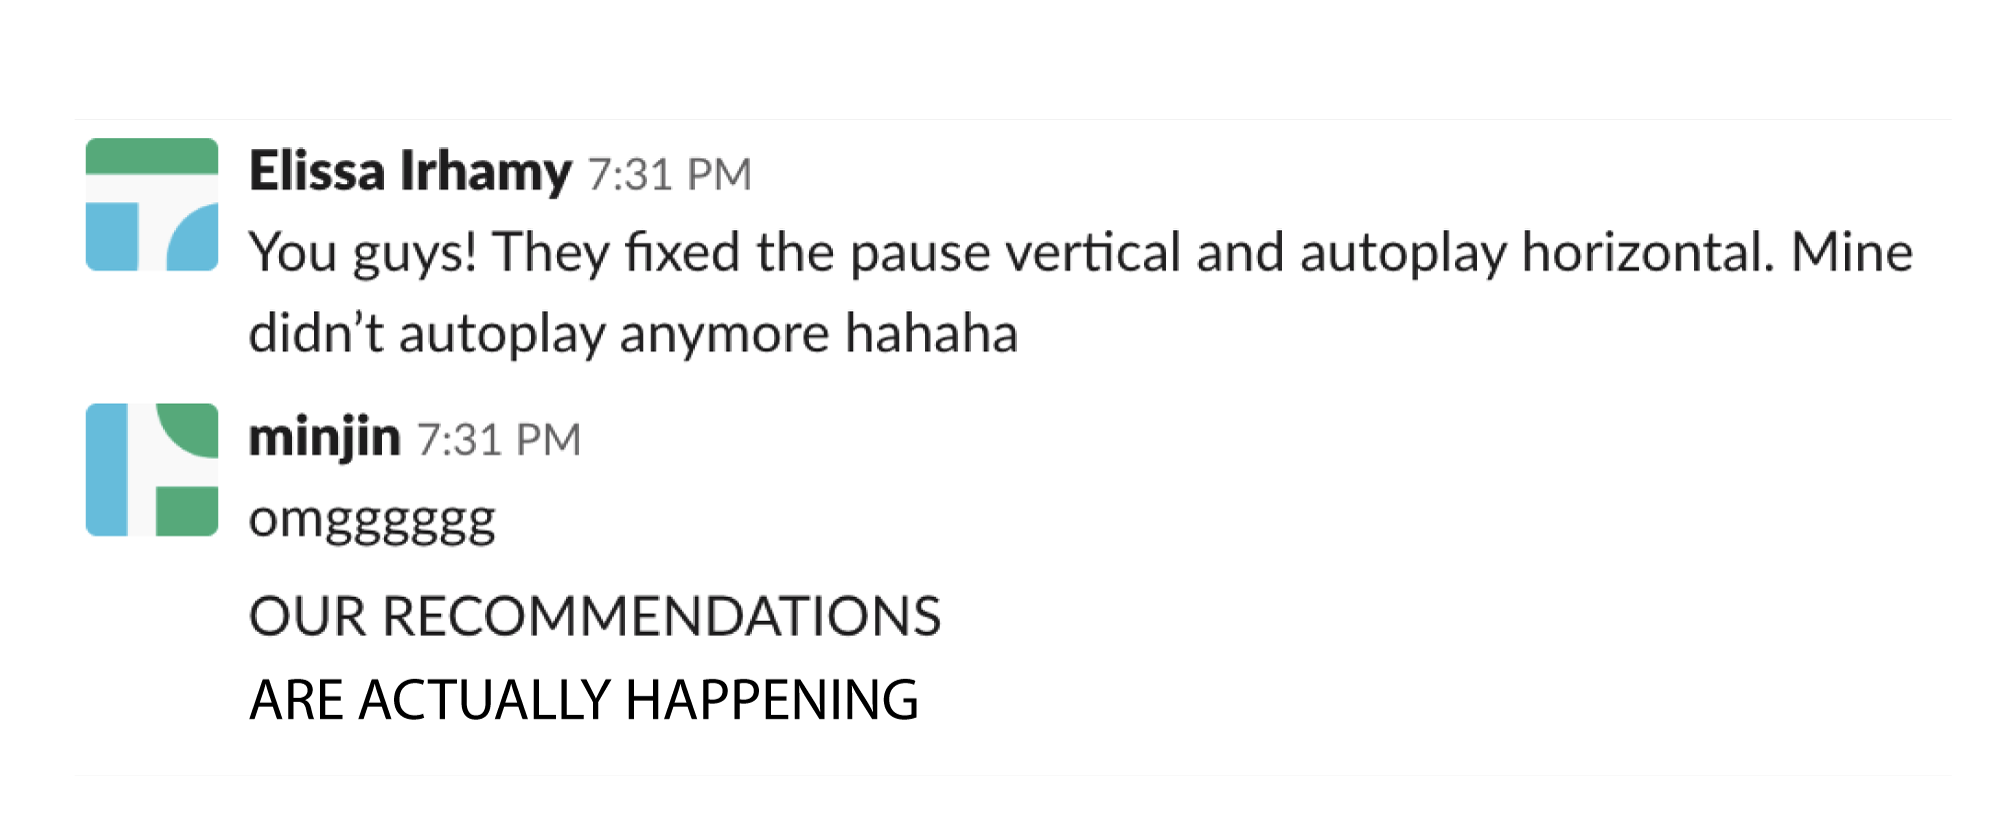 Elissa Irhamy 7:31 PM
You guys! They fixed the pause vertical and autoplay horizontal. Mine
didn’t autoplay anymore hahaha
minjin 7:31 PM
omgggggg
OUR RECOMMENDATIONS
ARE ACTUALLY HAPPENING